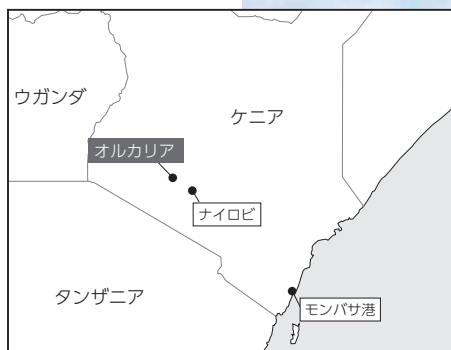 ウガンダ
ケニア
オルカリア
ナイロビ
タンザニア
モンバサ港